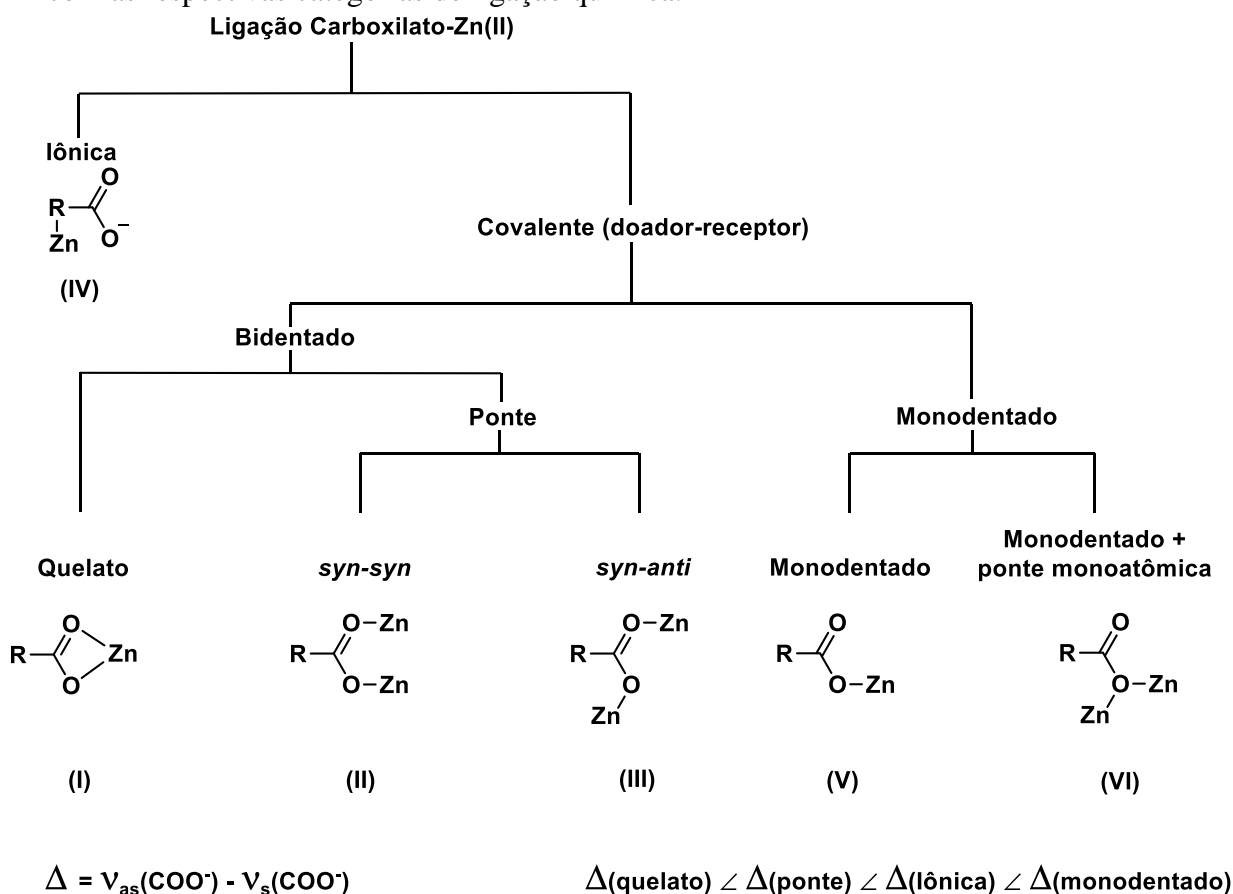 Ligação Carboxilato-Zn(II)
Iônica
O
R
O⁻
Zn
(IV)
Covalente (doador-receptor)
Bidentado
Ponte
Monodentado
Quelato
syn-syn
syn-anti
Monodentado
Monodentado +
ponte monoatômica
R O O Zn
R O-Zn O-Zn
R O-Zn O Zn
R O O-Zn
R O O-Zn Zn
(I)
(II)
(III)
(V)
(VI)
Δ = νas(COO⁻) - νs(COO⁻)
Δ(quelato) ∠ Δ(ponte) ∠ Δ(Iônica) ∠ Δ(monodentado)